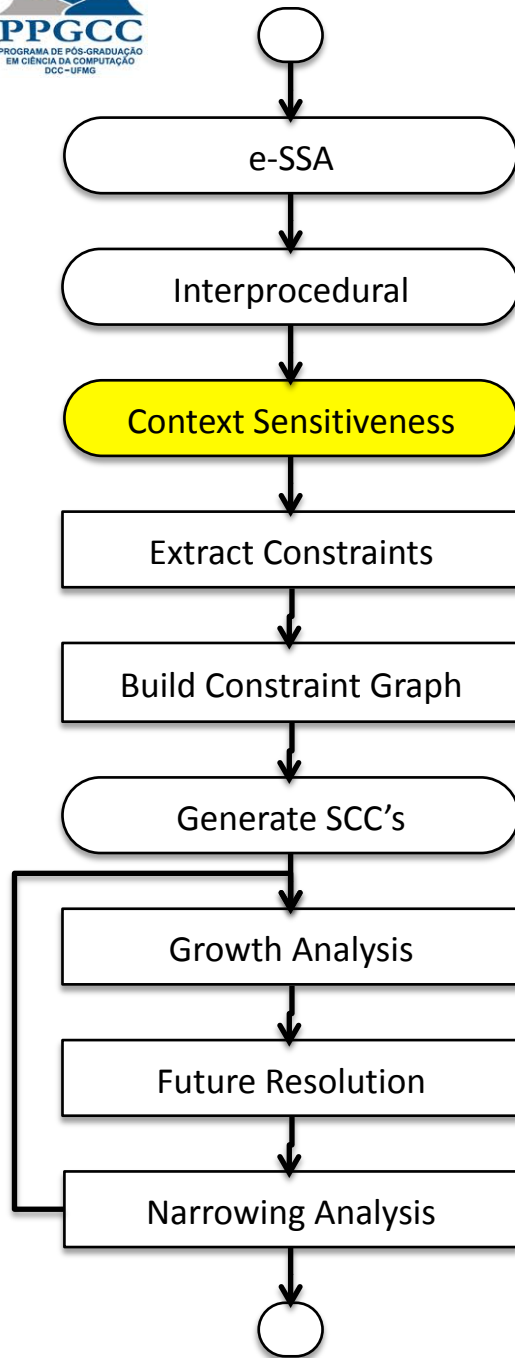 PPGCC
PROGRAMA DE PÓS-GRADUAÇÃO
EM CIÊNCIA DA COMPUTAÇÃO
DCC-UFMG
e-SSA
Interprocedural
Context Sensitiveness
Extract Constraints
Build Constraint Graph
Generate SCC’s
Growth Analysis
Future Resolution
Narrowing Analysis